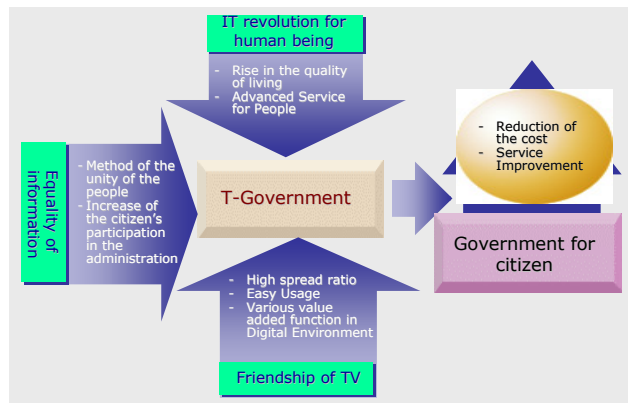 IT revolution for
human being
- Rise in the quality
of living
- Advanced Service
for People
Equality of
information
- Method of the
unity of the
people
- Increase of
the citizen's
participation
in the
administration
T-Government
- High spread ratio
- Easy Usage
- Various value
added function in
Digital Environment
Friendship of TV
- Reduction of
the cost
- Service
Improvement
Government for
citizen